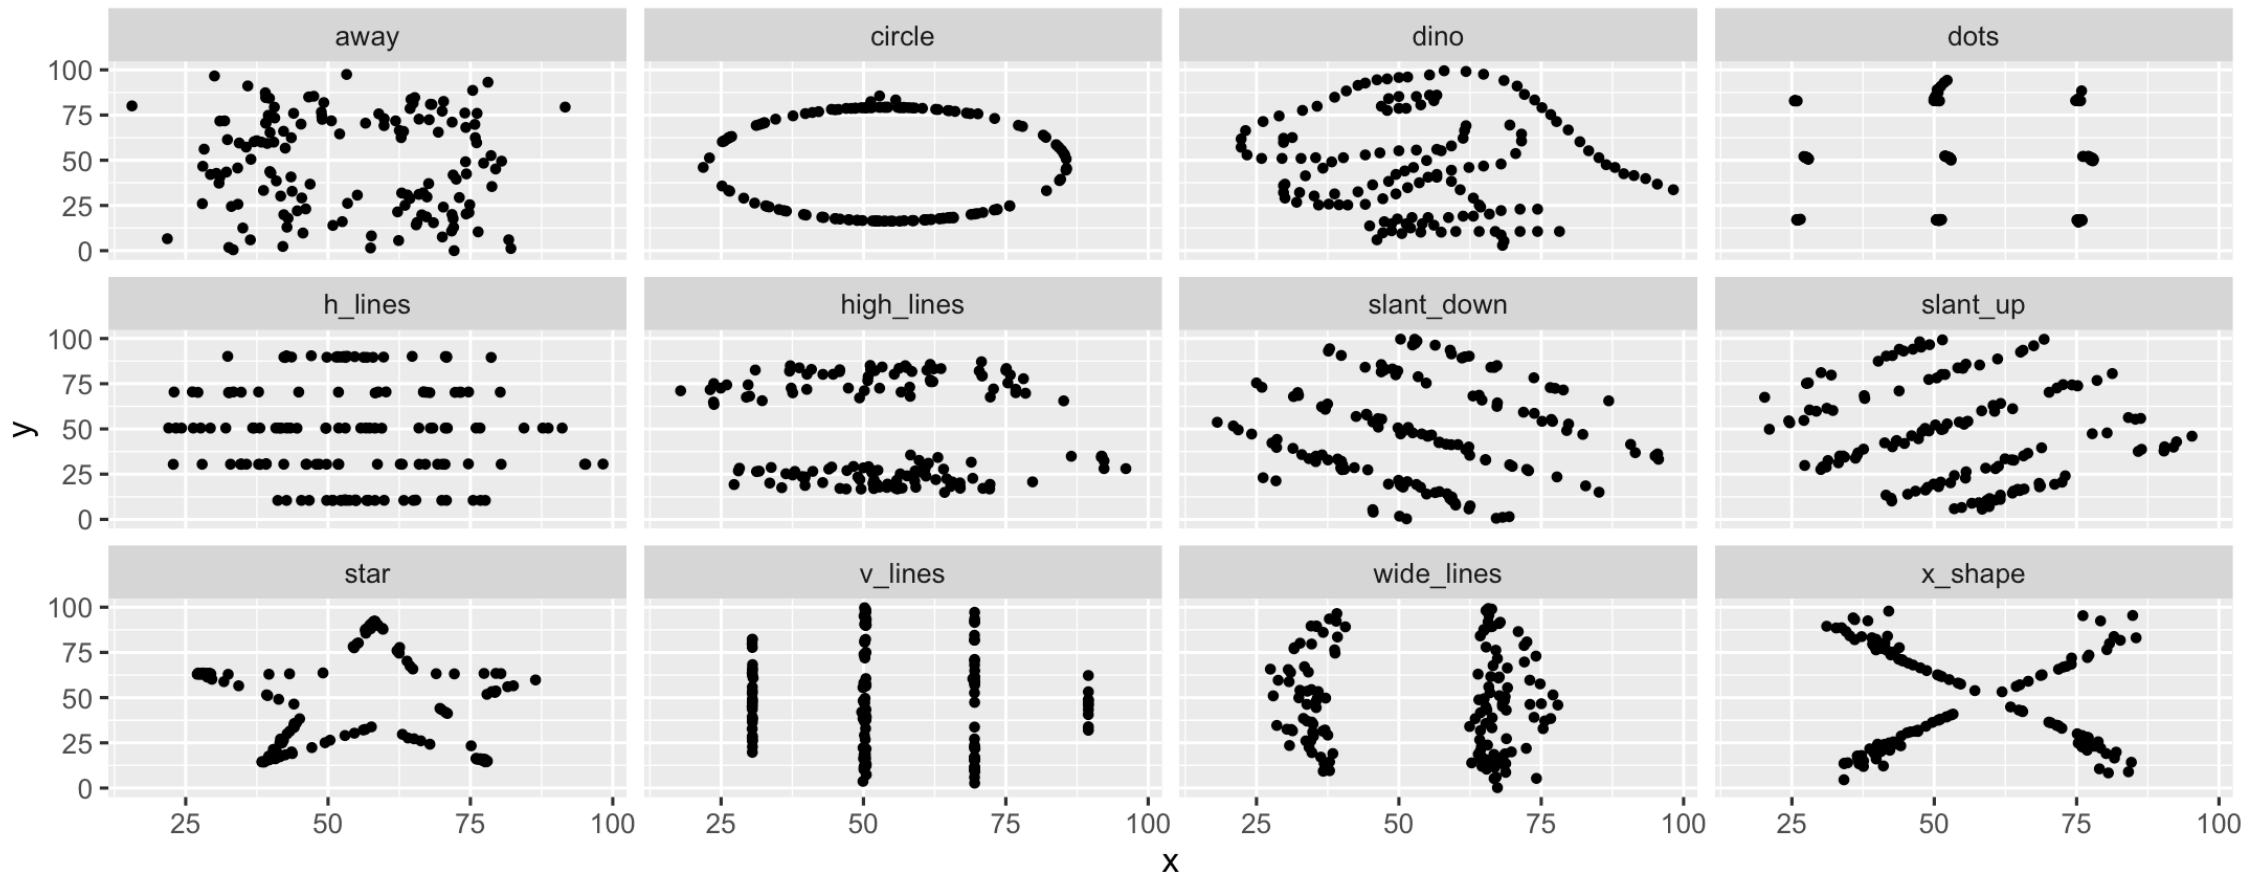 away circle dino dots
100
75
50
25
0
h_lines high_lines slant_down slant_up
100
75
50
25
0
y
star v_lines wide_lines x_shape
100
75
50
25
0
25 50 75 100 25 50 75 100 25 50 75 100 25 50 75 100
x